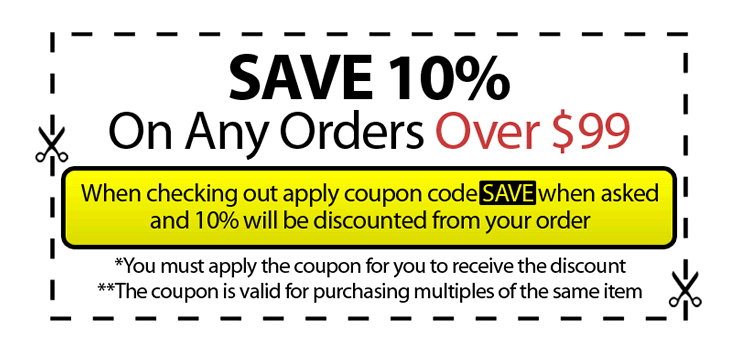 SAVE 10%
On Any Orders Over $99
When checking out apply coupon code SAVE when asked
and 10% will be discounted from your order
*You must apply the coupon for you to receive the discount
**The coupon is valid for purchasing multiples of the same item